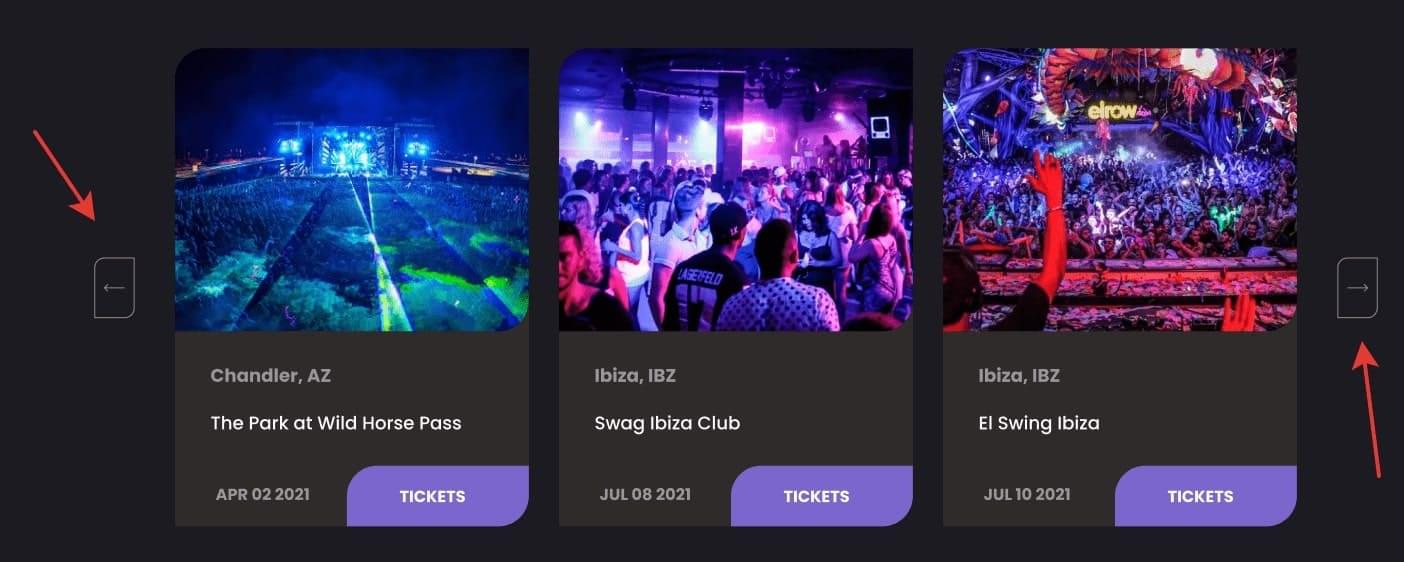 elrow
LAGERFELD
11
Chandler, AZ
The Park at Wild Horse Pass
APR 02 2021
TICKETS
Ibiza, IBZ
Swag Ibiza Club
JUL 08 2021
TICKETS
Ibiza, IBZ
El Swing Ibiza
JUL 10 2021
TICKETS